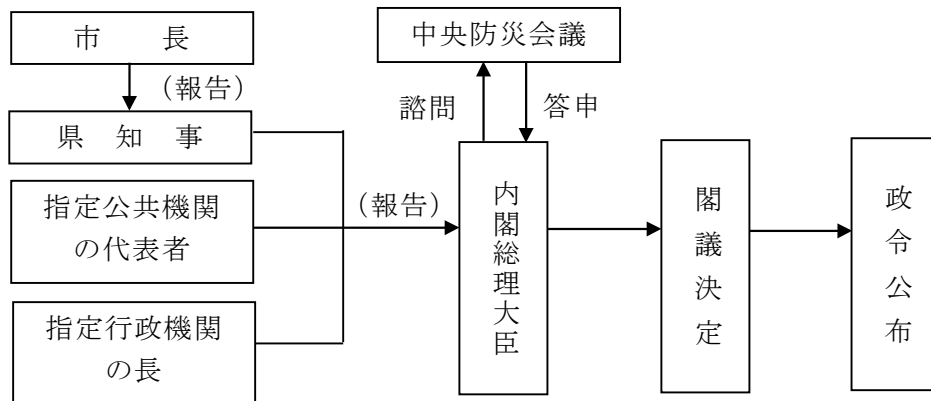 市　長
（報告）
県　知　事
指定公共機関
の代表者
指定行政機関
の長
（報告）
中央防災会議
諮問
答申
内閣総理大臣
閣議決定
政令公布